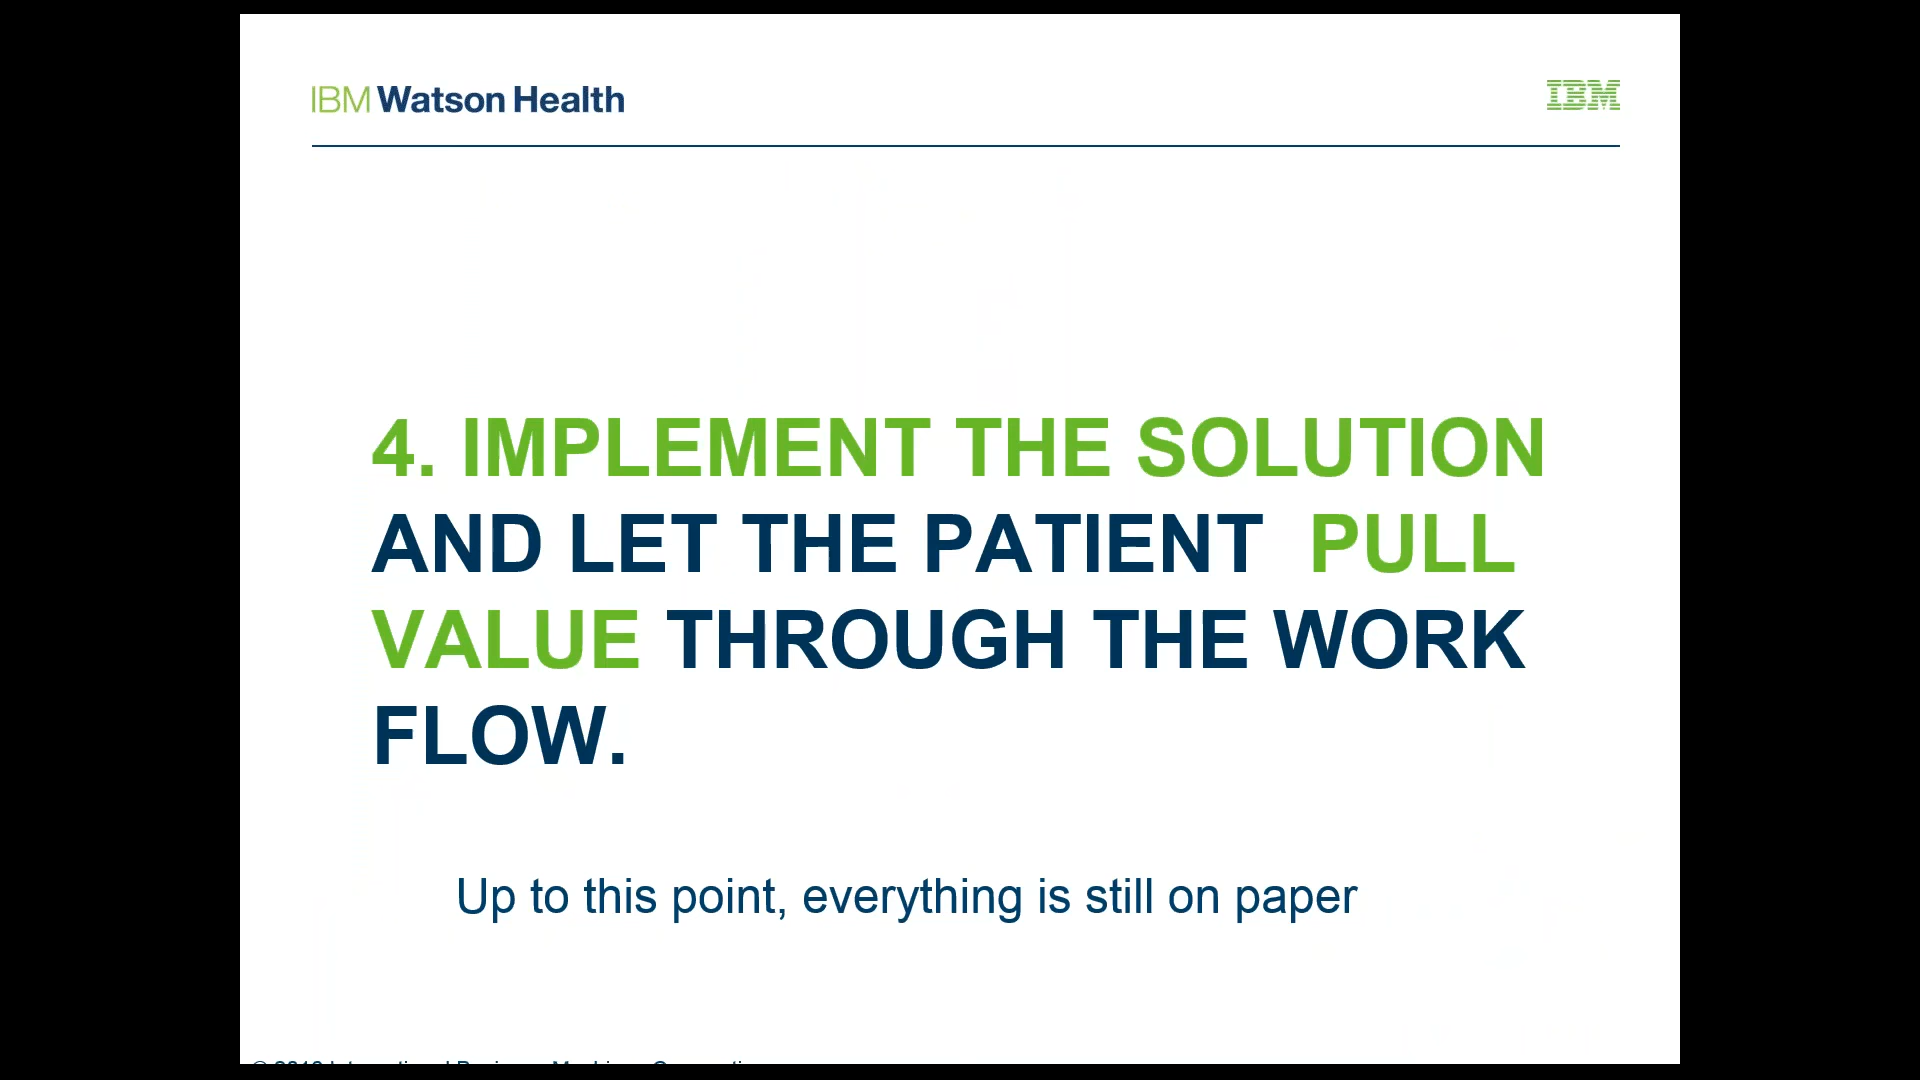 IBM Watson Health
IBM
4. IMPLEMENT THE SOLUTION
AND LET THE PATIENT PULL
VALUE THROUGH THE WORK
FLOW.
Up to this point, everything is still on paper